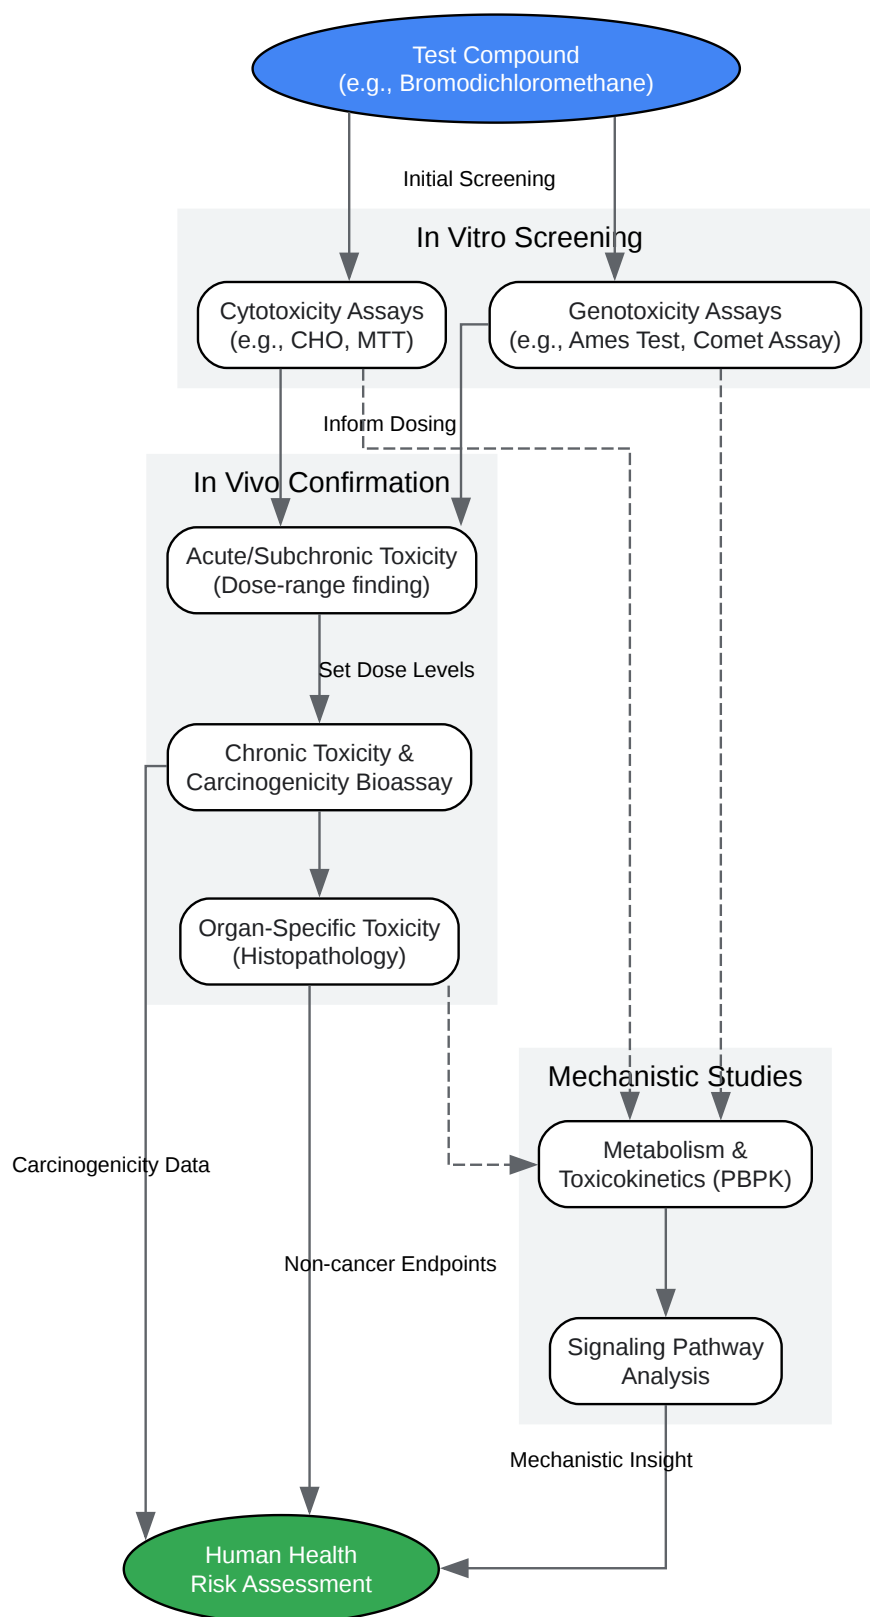 Test Compound
(e.g., Bromodichloromethane)
Initial Screening
In Vitro Screening
Cytotoxicity Assays
(e.g., CHO, MTT)
Genotoxicity Assays
(e.g., Ames Test, Comet Assay)
Inform Dosing
In Vivo Confirmation
Acute/Subchronic Toxicity
(Dose-range finding)
Set Dose Levels
Chronic Toxicity &
Carcinogenicity Bioassay
Organ-Specific Toxicity
(Histopathology)
Mechanistic Studies
Metabolism &
Toxicokinetics (PBPK)
Carcinogenicity Data
Non-cancer Endpoints
Signaling Pathway
Analysis
Mechanistic Insight
Human Health
Risk Assessment